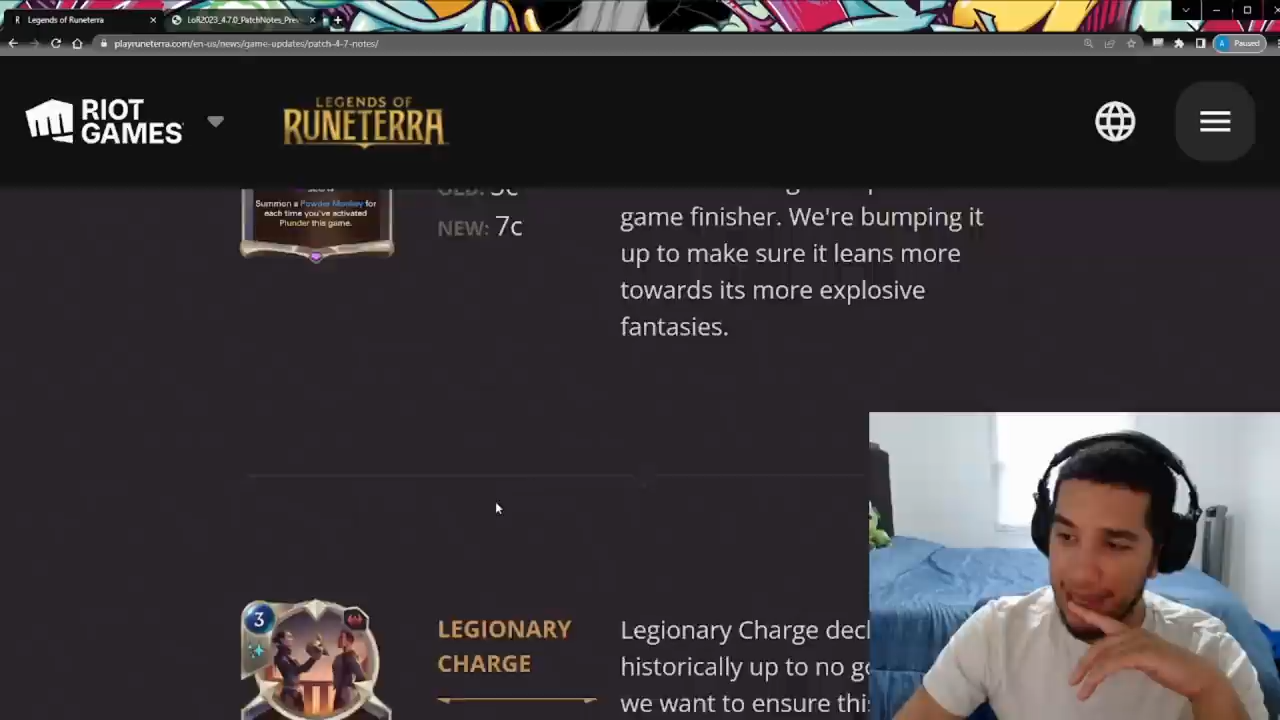 Legends of Runeterra
LoR2023_4.7.0_PatchNotes_Prev
playruneterra.com/en-us/news/game-updates/patch-4-7-notes/
A
Paused
RIOT
GAMES
LEGENDS OF
RUNETERRA
Summon a Powder Monkey for
each time you've activated
Plunder this game.
NEW: 7c
game finisher. We're bumping it
up to make sure it leans more
towards its more explosive
fantasies.
3
LEGIONARY
CHARGE
Legionary Charge decl
historically up to no go
we want to ensure this